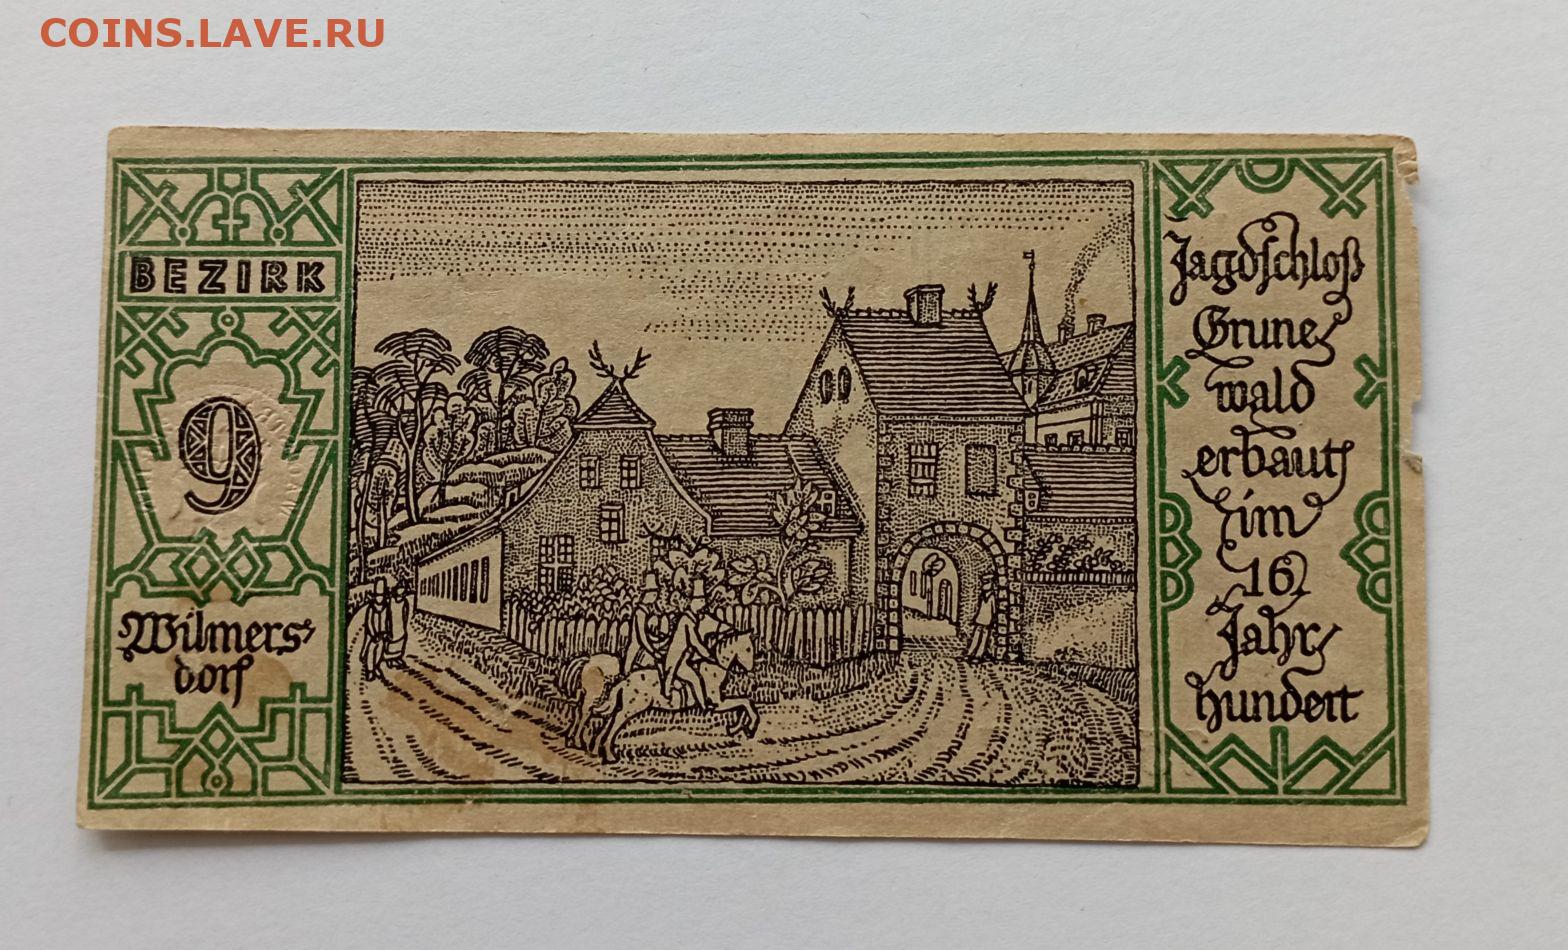 COINS.LAVE.RU
BEZIRK
9
Wilmers-
dorf
Jagdſchloß
Grune-
wald
erbaut
im
16.
Jahr-
hundert